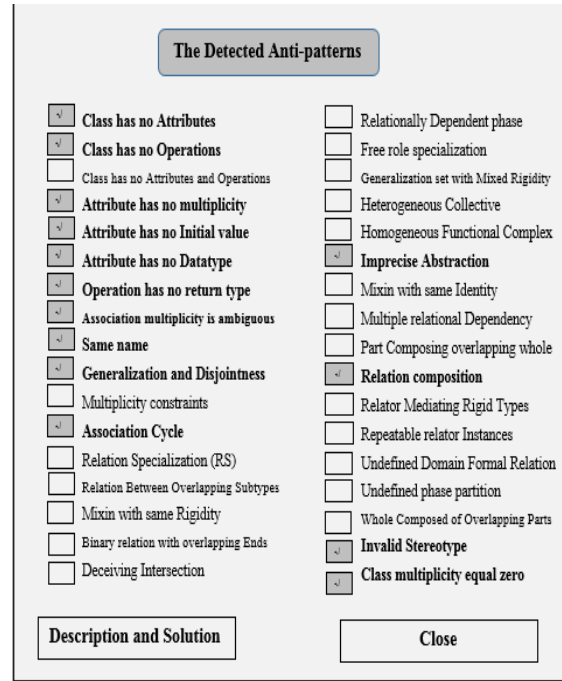 The Detected Anti-patterns
Class has no Attributes
Class has no Operations
Class has no Attributes and Operations
Attribute has no multiplicity
Attribute has no Initial value
Attribute has no Datatype
Operation has no return type
Association multiplicity is ambiguous
Same name
Generalization and Disjointness
Multiplicity constraints
Association Cycle
Relation Specialization (RS)
Relation Between Overlapping Subtypes
Mixin with same Rigidity
Binary relation with overlapping Ends
Deceiving Intersection
Relationally Dependent phase
Free role specialization
Generalization set with Mixed Rigidity
Heterogeneous Collective
Homogeneous Functional Complex
Imprecise Abstraction
Mixin with same Identity
Multiple relational Dependency
Part Composing overlapping whole
Relation composition
Relator Mediating Rigid Types
Repeatable relator Instances
Undefined Domain Formal Relation
Undefined phase partition
Whole Composed of Overlapping Parts
Invalid Stereotype
Class multiplicity equal zero
Description and Solution
Close